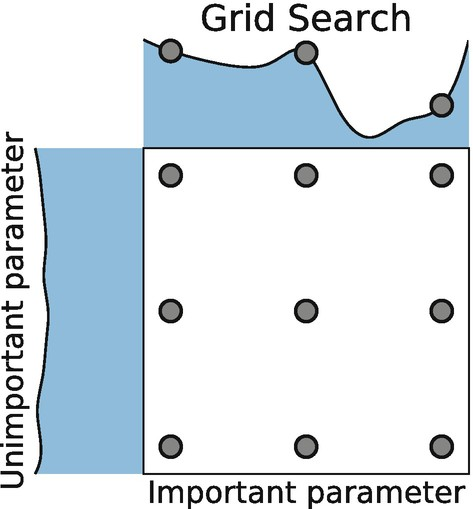 Grid Search
Unimportant parameter
Important parameter